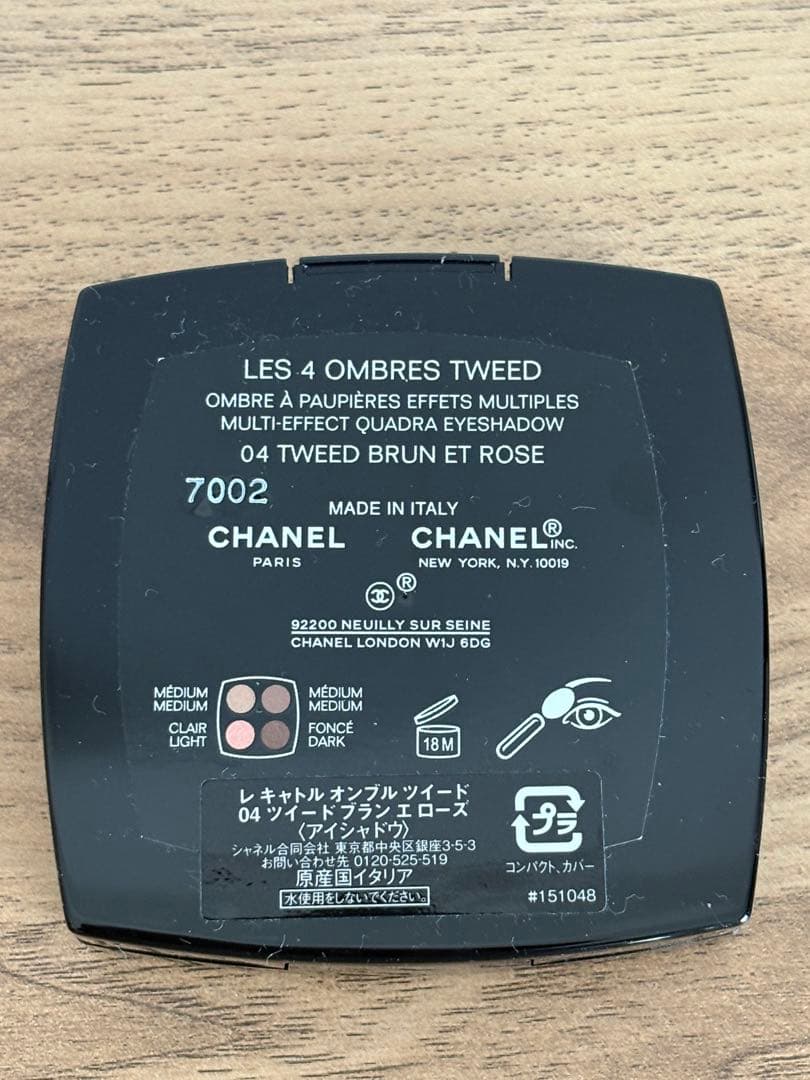 LES 4 OMBRES TWEED
OMBRE À PAUPIÈRES EFFETS MULTIPLES
MULTI-EFFECT QUADRA EYESHADOW
04 TWEED BRUN ET ROSE
7002
MADE IN ITALY
CHANEL CHANEL® INC.
PARIS NEW YORK, N.Y. 10019
®
92200 NEUILLY SUR SEINE
CHANEL LONDON W1J 6DG
MÉDIUM MÉDIUM
MEDIUM MEDIUM
CLAIR FONCÉ
LIGHT DARK
18 M
レ キャトル オンブル ツイード
04 ツイード ブラン エ ローズ
〈アイシャドウ〉
シャネル合同会社 東京都中央区銀座3-5-3
お問い合わせ先 0120-525-519
原産国イタリア
水使用をしないでください。
プラ
コンパクト、カバー
#151048